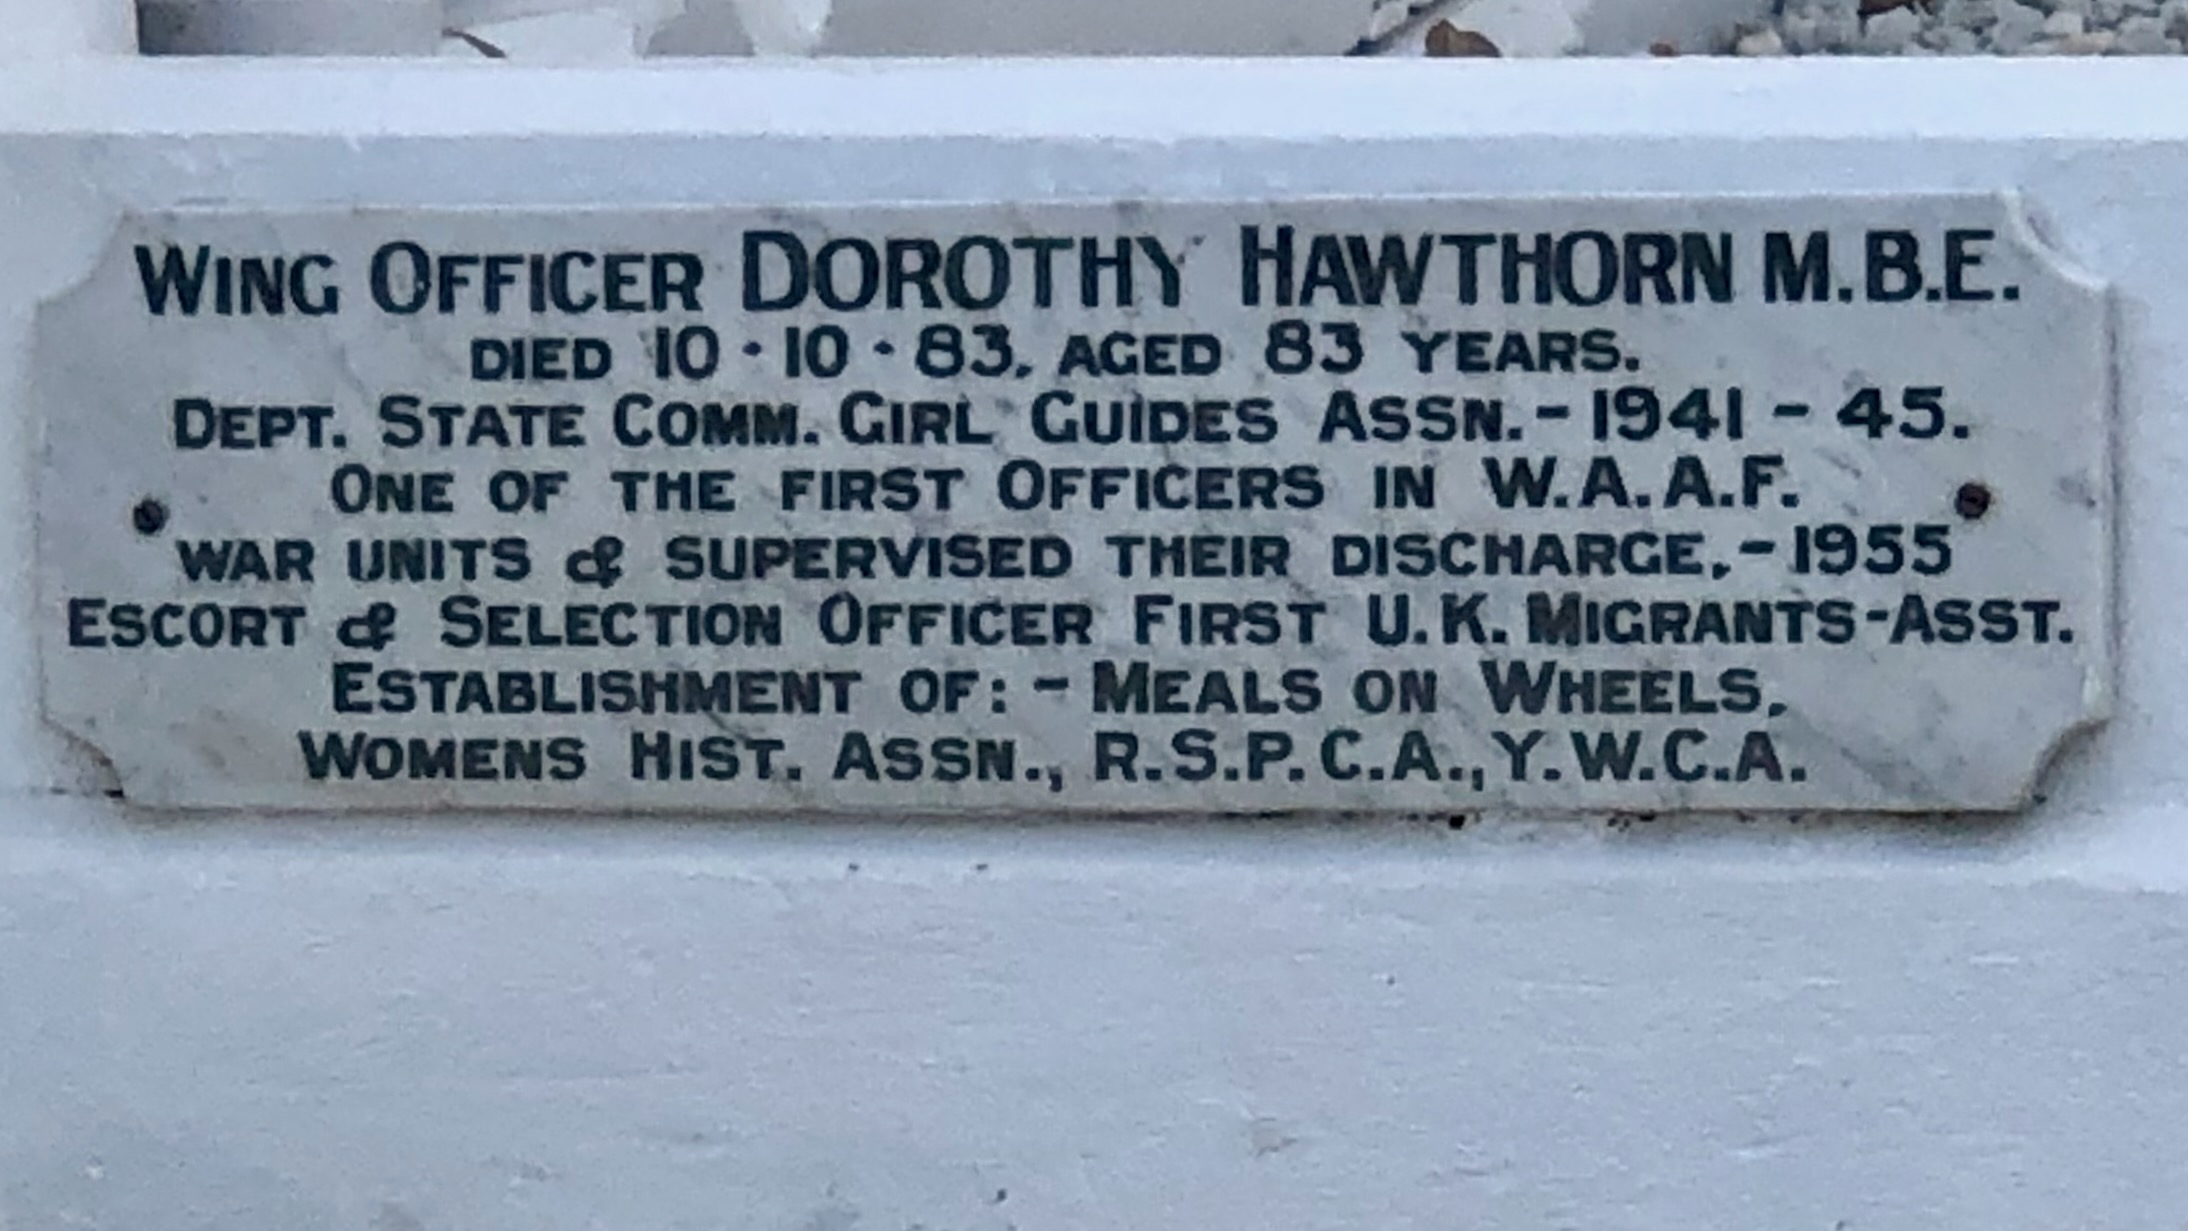 WING OFFICER DOROTHY HAWTHORN M.B.E.
DIED 10·10·83. AGED 83 YEARS.
DEPT. STATE COMM. GIRL GUIDES ASSN.-1941-45.
ONE OF THE FIRST OFFICERS IN W.A.A.F.
WAR UNITS & SUPERVISED THEIR DISCHARGE.-1955
ESCORT & SELECTION OFFICER FIRST U.K. MIGRANTS-ASST.
ESTABLISHMENT OF:- MEALS ON WHEELS.
WOMENS HIST. ASSN., R.S.P.C.A., Y.W.C.A.